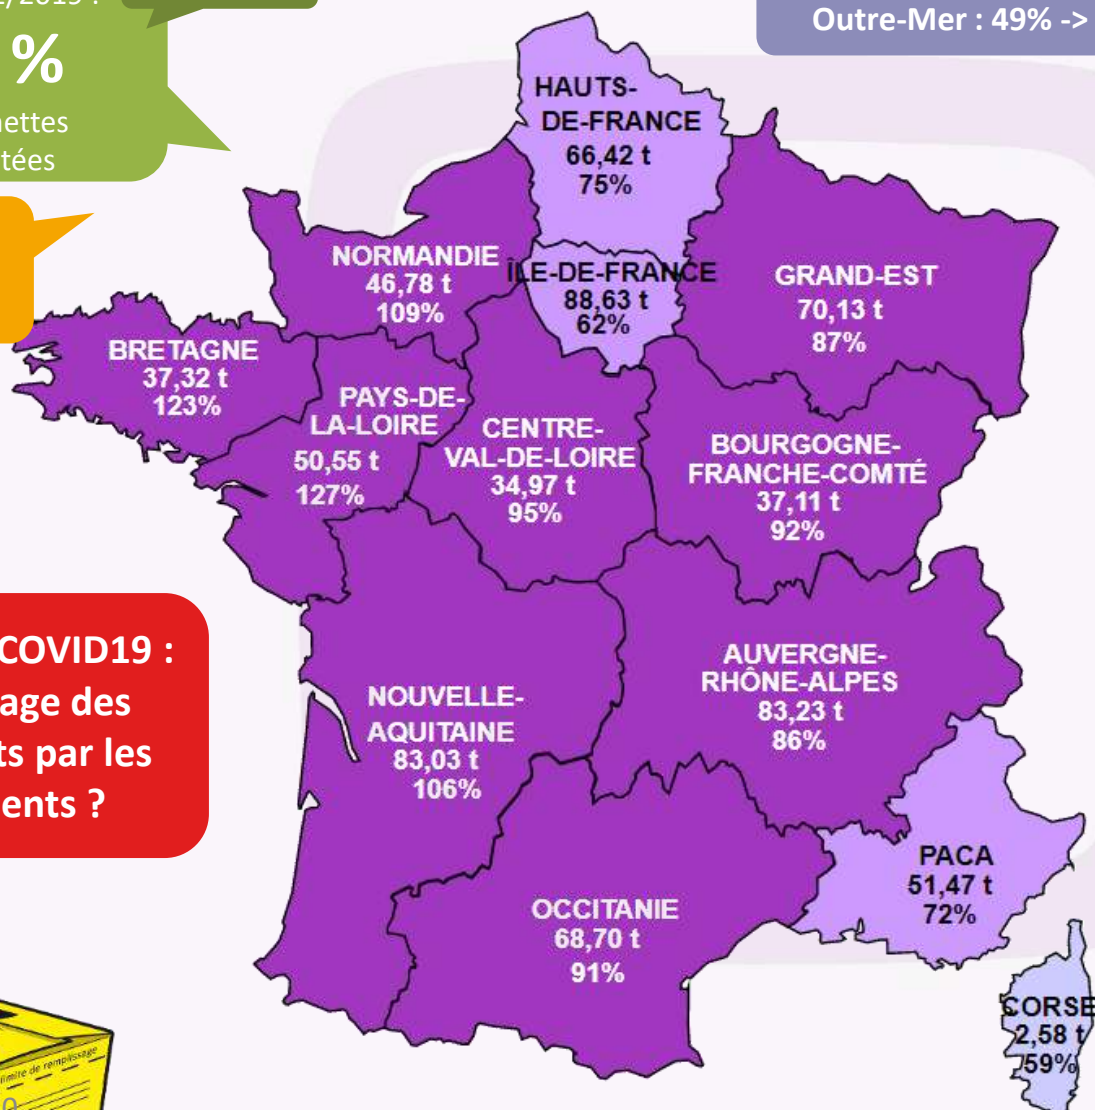 /2019 :
%
Outre-Mer : 49% ->
HAUTS-
DE-FRANCE
66,42 t
75%
NORMANDIE
46,78 t
109%
ÎLE-DE-FRANCE
88,63 t
62%
GRAND-EST
70,13 t
87%
BRETAGNE
37,32 t
123%
PAYS-DE-
LA-LOIRE
50,55 t
127%
CENTRE-
VAL-DE-LOIRE
34,97 t
95%
BOURGOGNE-
FRANCHE-COMTÉ
37,11 t
92%
COVID19 :
age des
ts par les
ents ?
NOUVELLE-
AQUITAINE
83,03 t
106%
AUVERGNE-
RHÔNE-ALPES
83,23 t
86%
PACA
51,47 t
72%
OCCITANIE
68,70 t
91%
CORSE
2,58 t
59%
limite de remplissage